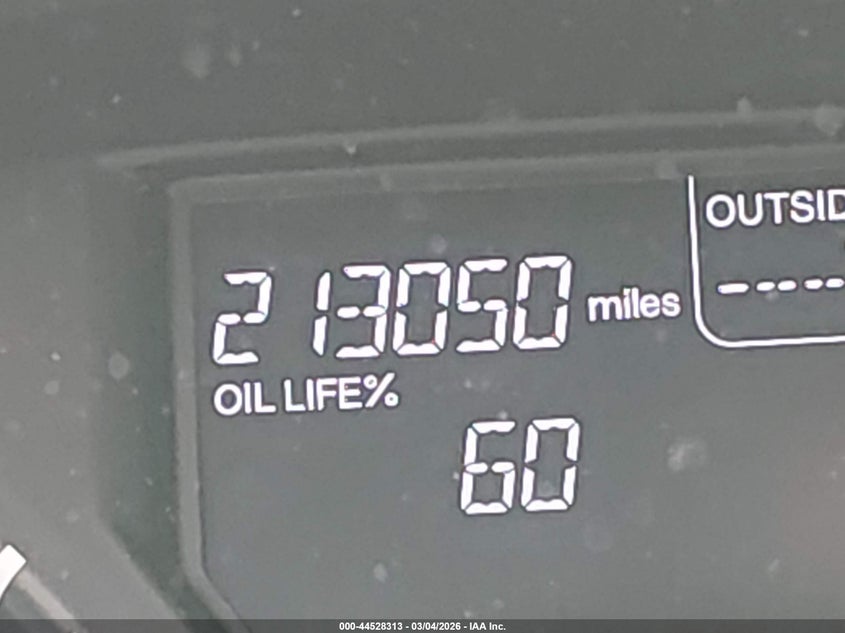 OUTSID
-----
213050 miles
OIL LIFE%
60
000-44528313 - 03/04/2026 - IAA Inc.